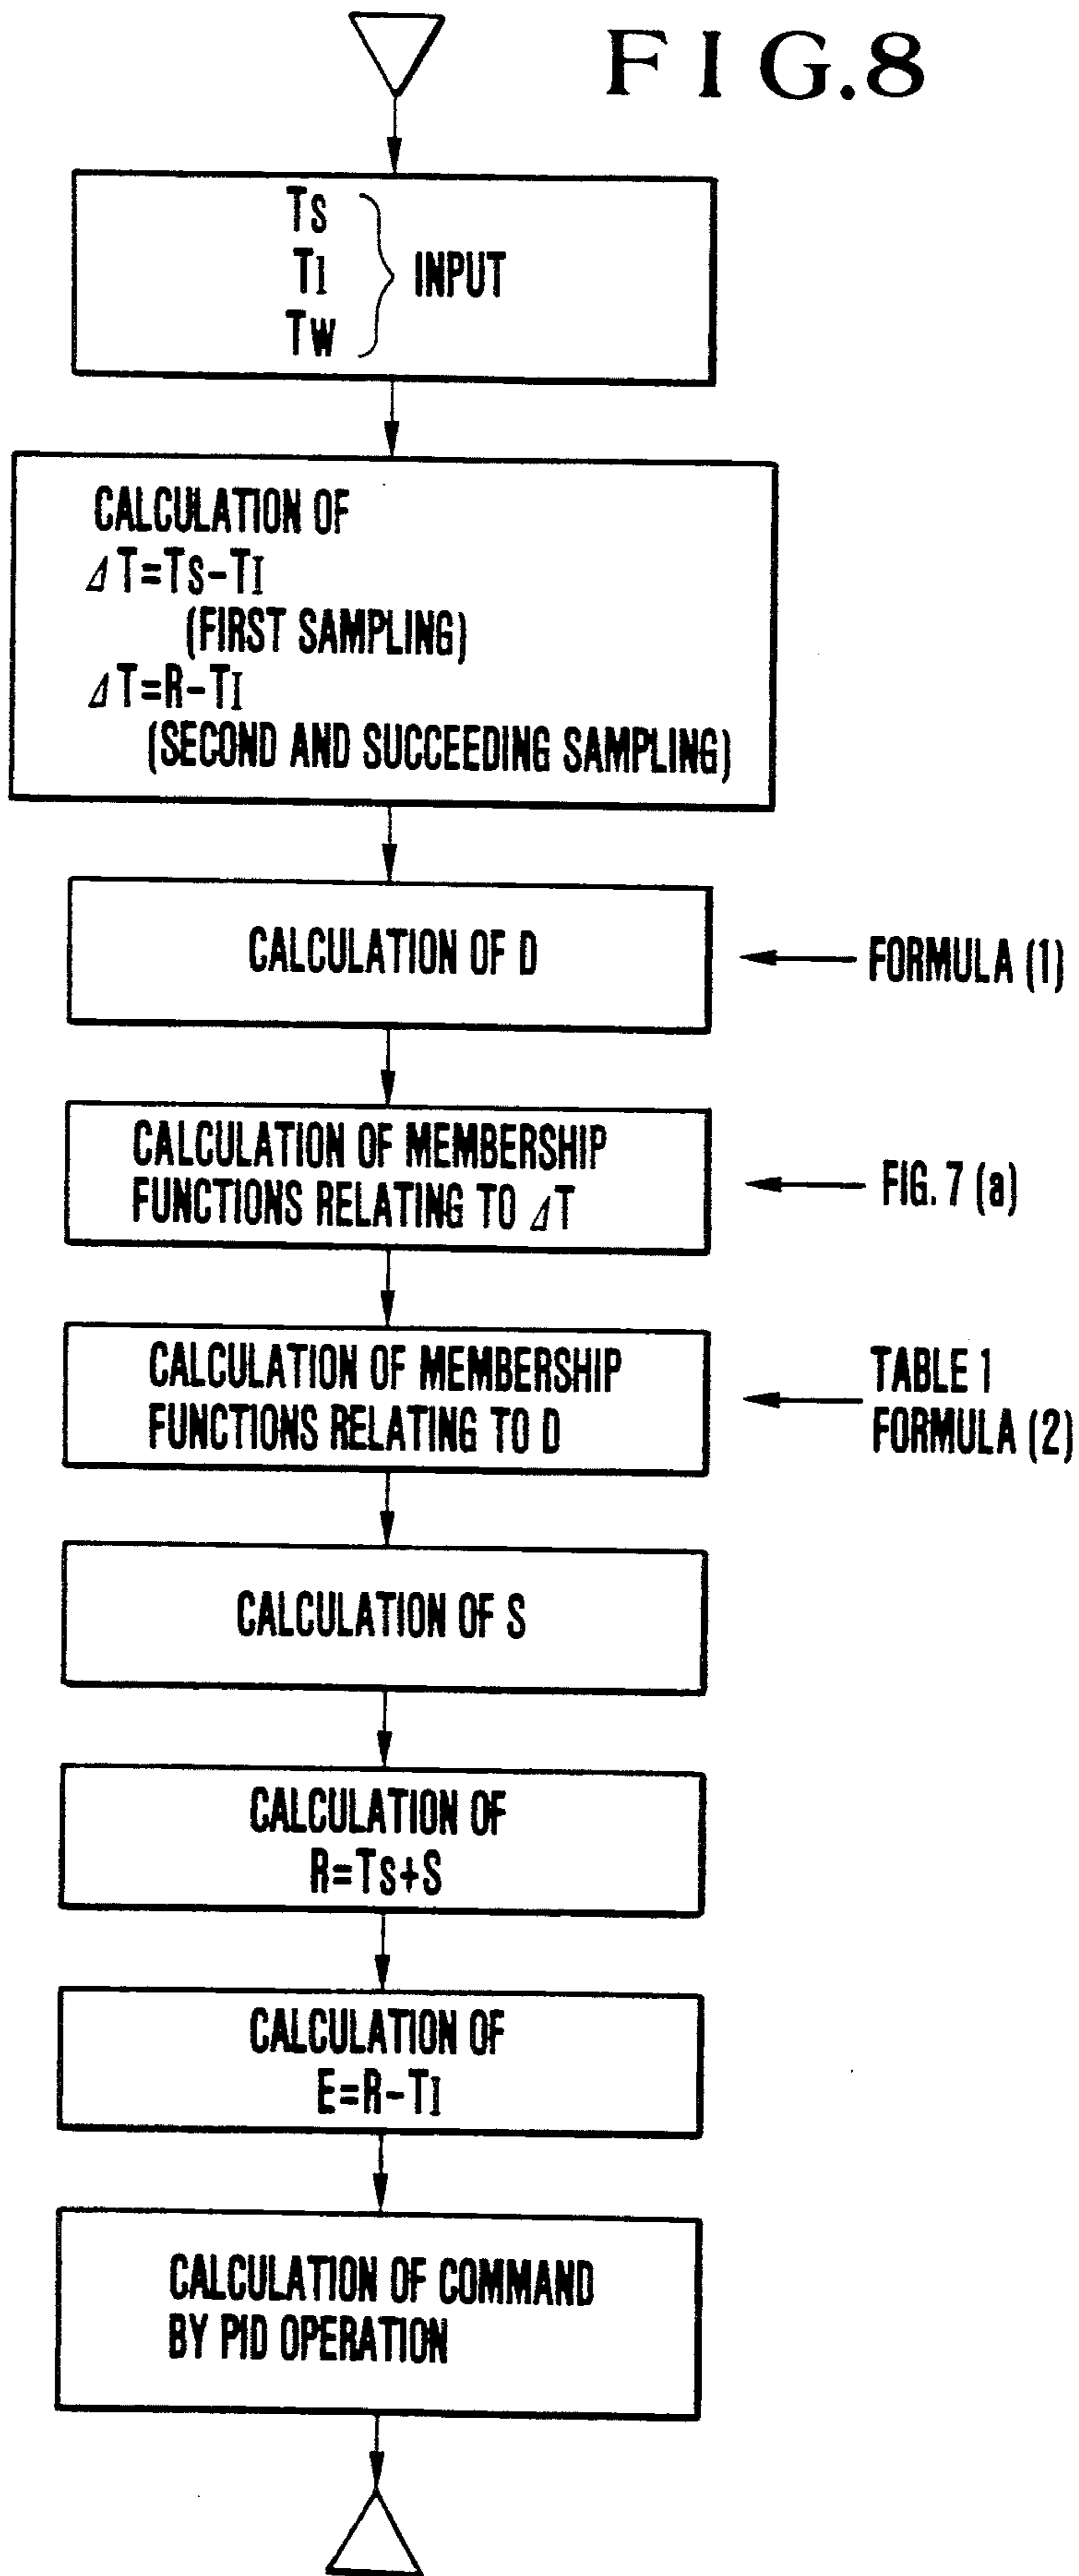 FIG.8
Ts
TI
Tw
INPUT
CALCULATION OF
ΔT=Ts-TI
(FIRST SAMPLING)
ΔT=R-TI
(SECOND AND SUCCEEDING SAMPLING)
CALCULATION OF D
FORMULA (1)
CALCULATION OF MEMBERSHIP
FUNCTIONS RELATING TO ΔT
FIG. 7 (a)
CALCULATION OF MEMBERSHIP
FUNCTIONS RELATING TO D
TABLE 1
FORMULA (2)
CALCULATION OF S
CALCULATION OF
R=Ts+S
CALCULATION OF
E=R-TI
CALCULATION OF COMMAND
BY PID OPERATION